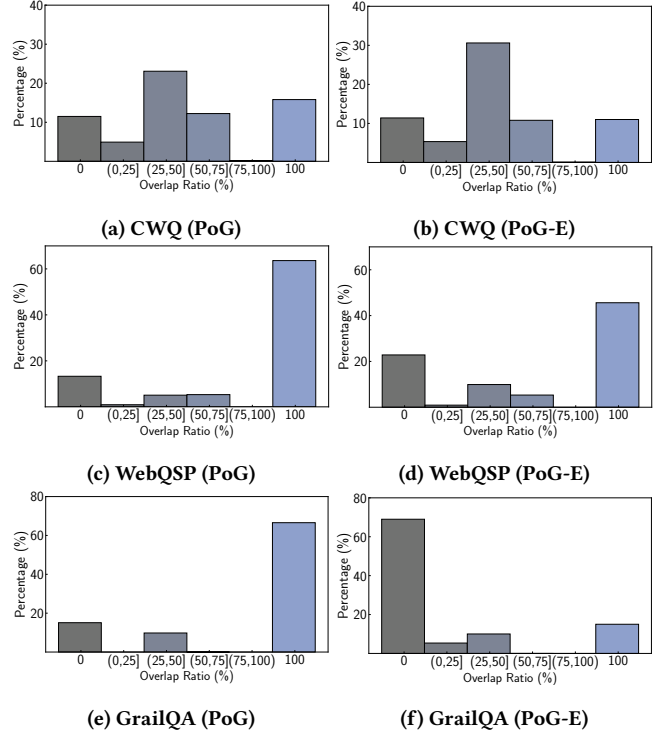 40
30
20
10
Percentage (%)
0 (0,25] (25,50] (50,75] (75,100) 100
Overlap Ratio (%)
(a) CWQ (PoG)
40
30
20
10
Percentage (%)
0 (0,25] (25,50] (50,75] (75,100) 100
Overlap Ratio (%)
(b) CWQ (PoG-E)
60
40
20
Percentage (%)
0 (0,25] (25,50] (50,75] (75,100) 100
Overlap Ratio (%)
(c) WebQSP (PoG)
60
40
20
Percentage (%)
0 (0,25] (25,50] (50,75] (75,100) 100
Overlap Ratio (%)
(d) WebQSP (PoG-E)
80
60
40
20
Percentage (%)
0 (0,25] (25,50] (50,75] (75,100) 100
Overlap Ratio (%)
(e) GrailQA (PoG)
80
60
40
20
Percentage (%)
0 (0,25] (25,50] (50,75] (75,100) 100
Overlap Ratio (%)
(f) GrailQA (PoG-E)